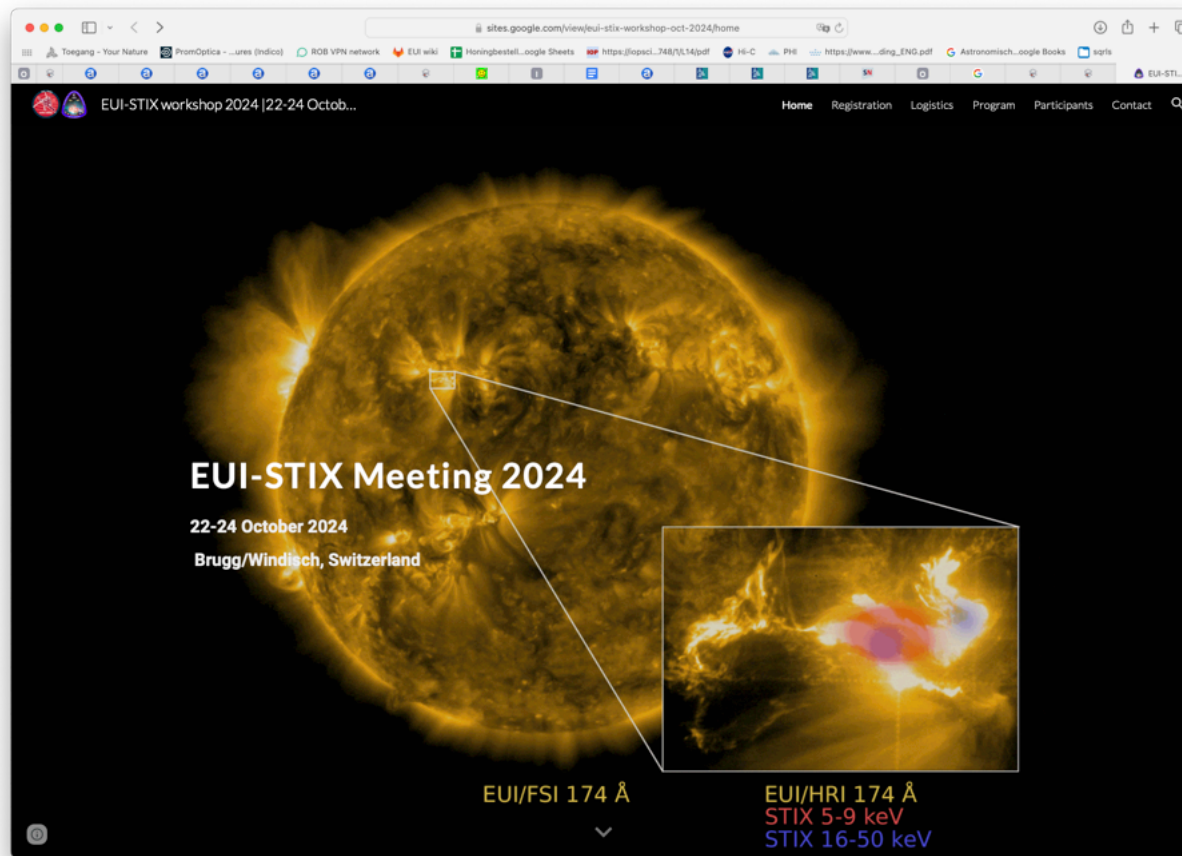 sites.google.com/view/eui-stix-workshop-oct-2024/home
Toegang - Your Nature PromOptica - ...ures (Indico) ROB VPN network EUI wiki Honingbestell...oogle Sheets IOP https://iopsci...748/1/L14/pdf Hi-C PHI https://www....ding_ENG.pdf Astronomisch...oogle Books sqrls
EUI-STI...
EUI-STIX workshop 2024 |22-24 Octob...
Home Registration Logistics Program Participants Contact
EUI-STIX Meeting 2024
22-24 October 2024
Brugg/Windisch, Switzerland
EUI/FSI 174 Å
EUI/HRI 174 Å
STIX 5-9 keV
STIX 16-50 keV